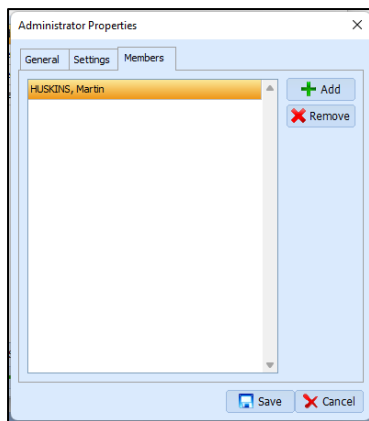 Administrator Properties
General Settings Members
HUSKINS, Martin
Add
Remove
Save Cancel